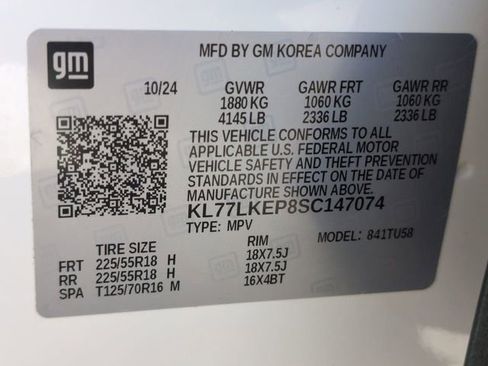 gm
MFD BY GM KOREA COMPANY
10/24 GVWR GAWR FRT GAWR RR
1880 KG 1060 KG 1060 KG
4145 LB 2336 LB 2336 LB
THIS VEHICLE CONFORMS TO ALL
APPLICABLE U.S. FEDERAL MOTOR
VEHICLE SAFETY AND THEFT PREVENTION
STANDARDS IN EFFECT ON THE DATE OF
MANUFACTURE SHOWN ABOVE.
KL77LKEP8SC147074
TYPE: MPV MODEL: 841TU58
TIRE SIZE RIM
FRT 225/55R18 H 18X7.5J
RR 225/55R18 H 18X7.5J
SPA T125/70R16 M 16X4BT